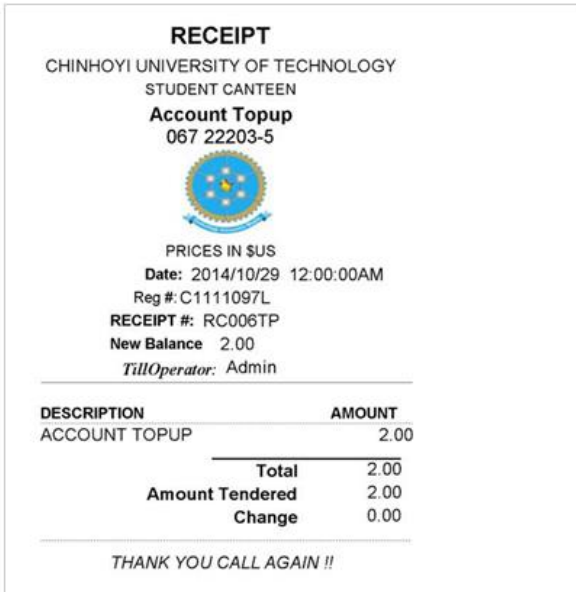 RECEIPT
CHINHOYI UNIVERSITY OF TECHNOLOGY
STUDENT CANTEEN
Account Topup
067 22203-5
PRICES IN $US
Date: 2014/10/29 12:00:00AM
Reg #: C1111097L
RECEIPT #: RC006TP
New Balance 2.00
TillOperator: Admin
DESCRIPTION AMOUNT
ACCOUNT TOPUP 2.00
Total 2.00
Amount Tendered 2.00
Change 0.00
THANK YOU CALL AGAIN !!